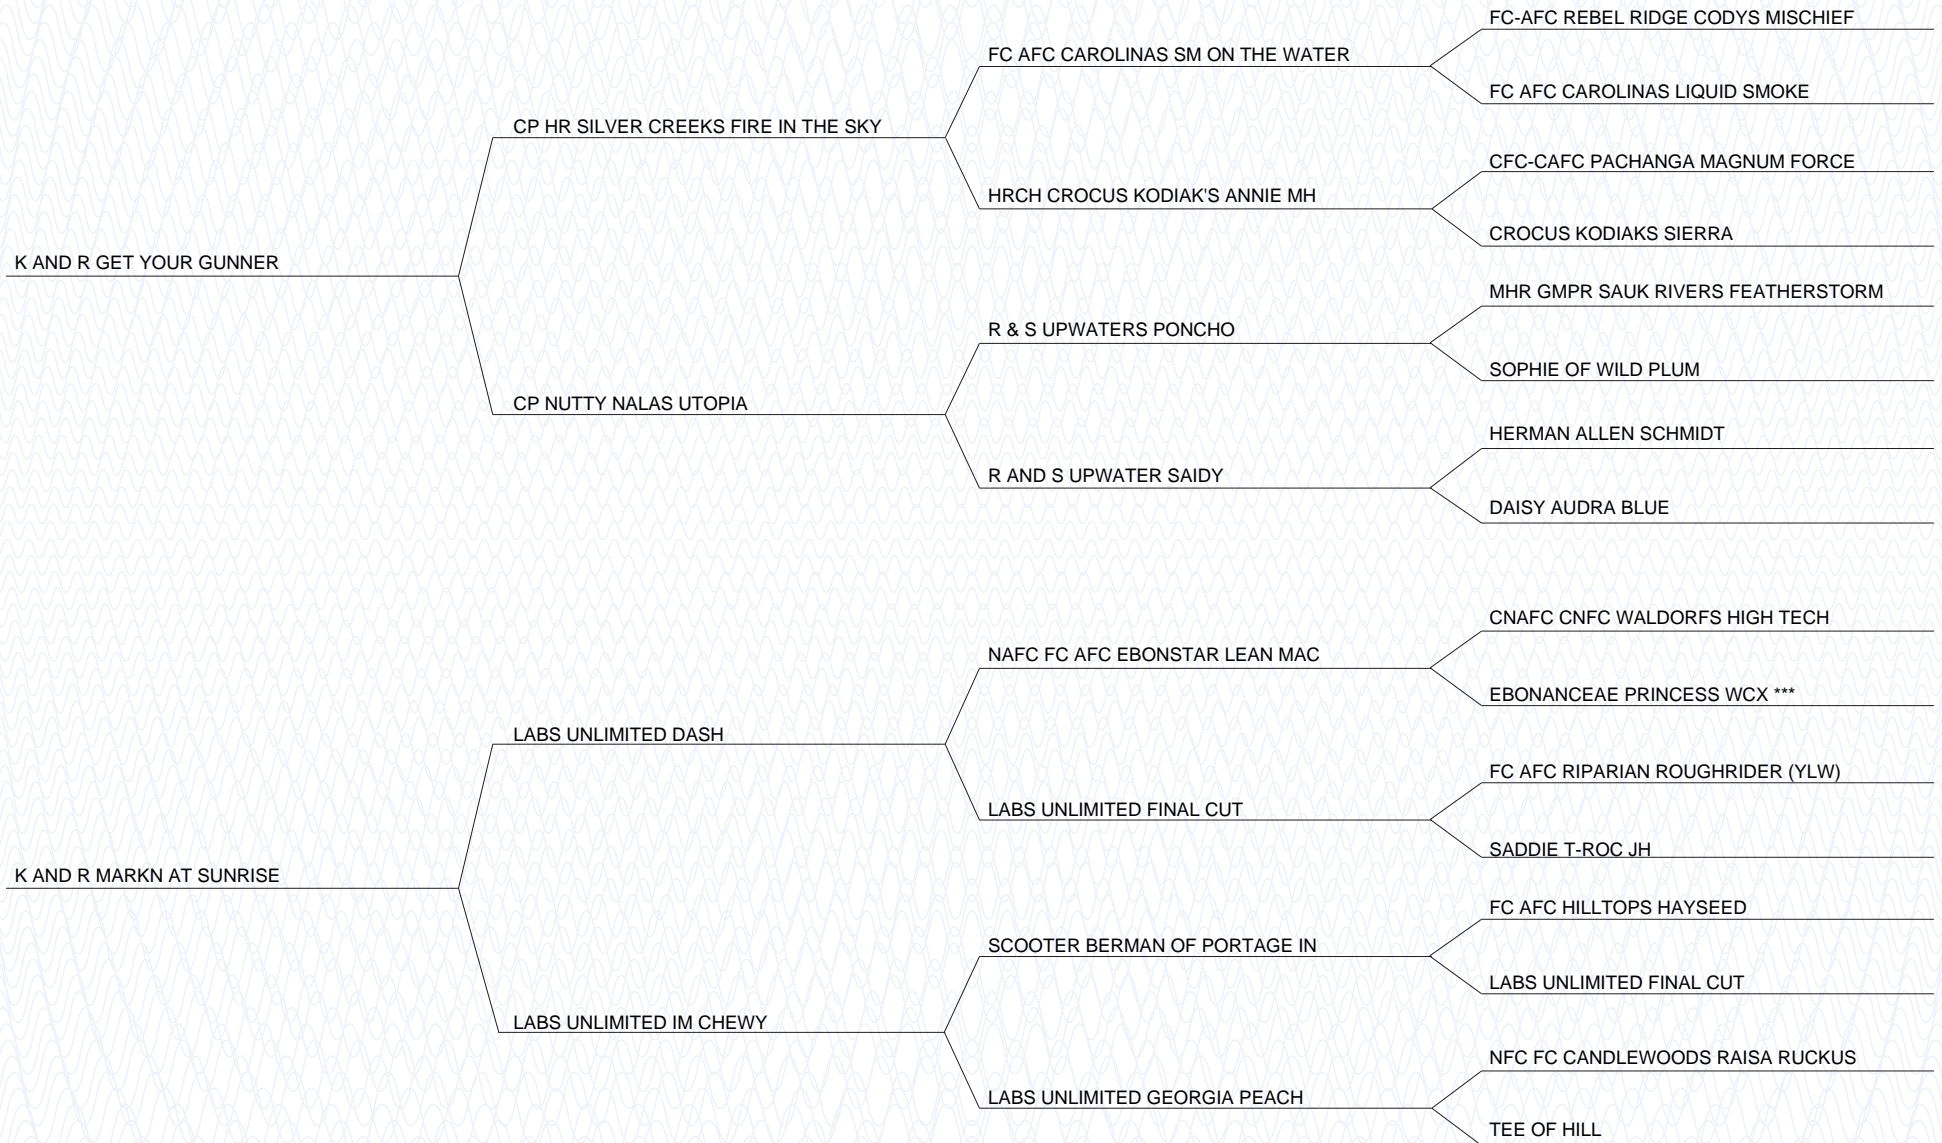 K AND R GET YOUR GUNNER
CP HR SILVER CREEKS FIRE IN THE SKY
FC AFC CAROLINAS SM ON THE WATER
FC-AFC REBEL RIDGE CODYS MISCHIEF
FC AFC CAROLINAS LIQUID SMOKE
HRCH CROCUS KODIAK'S ANNIE MH
CFC-CAFC PACHANGA MAGNUM FORCE
CROCUS KODIAKS SIERRA
CP NUTTY NALAS UTOPIA
R & S UPWATERS PONCHO
MHR GMPR SAUK RIVERS FEATHERSTORM
SOPHIE OF WILD PLUM
R AND S UPWATER SAIDY
HERMAN ALLEN SCHMIDT
DAISY AUDRA BLUE
K AND R MARKN AT SUNRISE
LABS UNLIMITED DASH
NAFC FC AFC EBONSTAR LEAN MAC
CNAFC CNFC WALDORFS HIGH TECH
EBONANCEAE PRINCESS WCX ***
LABS UNLIMITED FINAL CUT
FC AFC RIPARIAN ROUGHRIDER (YLW)
SADDIE T-ROC JH
LABS UNLIMITED IM CHEWY
SCOOTER BERMAN OF PORTAGE IN
FC AFC HILLTOPS HAYSEED
LABS UNLIMITED FINAL CUT
LABS UNLIMITED GEORGIA PEACH
NFC FC CANDLEWOODS RAISA RUCKUS
TEE OF HILL